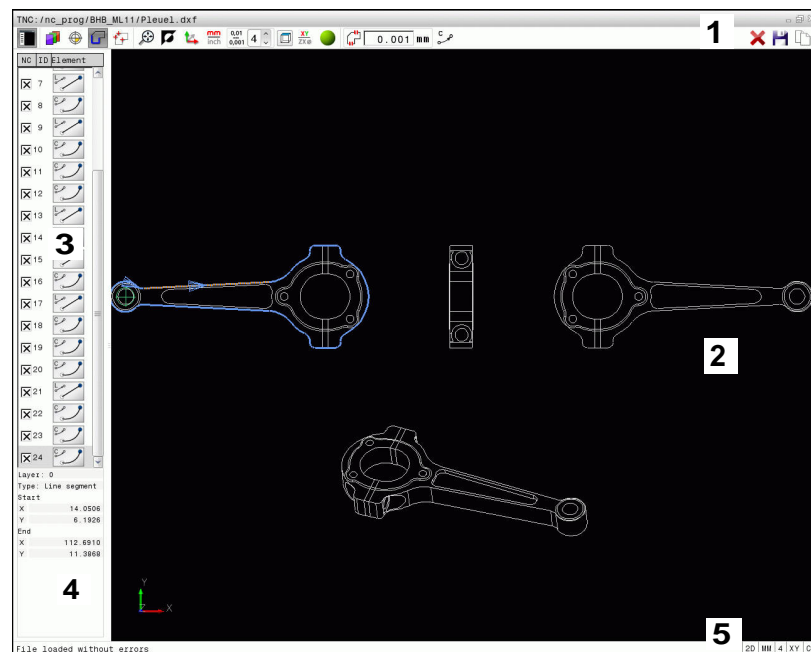 TNC:/nc_prog/BHB_ML11/Pleuel.dxf
mm
inch
0,01
0,001
4
XY
ZXØ
0.001 mm
C
1
NC ID Element
7 L
8 C
9 L
10 C
11 C
12 C
13 L
14
15
16 C
17 L
18 C
19 C
20 C
21 L
22 C
23 C
24 C
3
2
Layer: 0
Type: Line segment
Start
X 14.0506
Y 6.1926
End
X 112.6910
Y 11.3868
4
Y
Z X
5
File loaded without errors
2D MM 4 XY